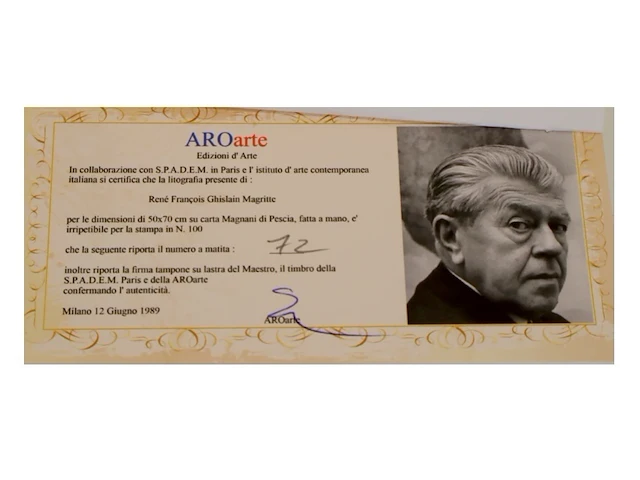 AROarte
Edizioni d' Arte
In collaborazione con S.P.A.D.E.M. in Paris e l' istituto d' arte contemporanea
italiana si certifica che la litografia presente di :
René François Ghislain Magritte
per le dimensioni di 50x70 cm su carta Magnani di Pescia, fatta a mano, e'
irripetibile per la stampa in N. 100
che la seguente riporta il numero a matita : 72
inoltre riporta la firma tampone su lastra del Maestro, il timbro della
S.P.A.D.E.M. Paris e della AROarte
confermando l' autenticità.
Milano 12 Giugno 1989
AROarte